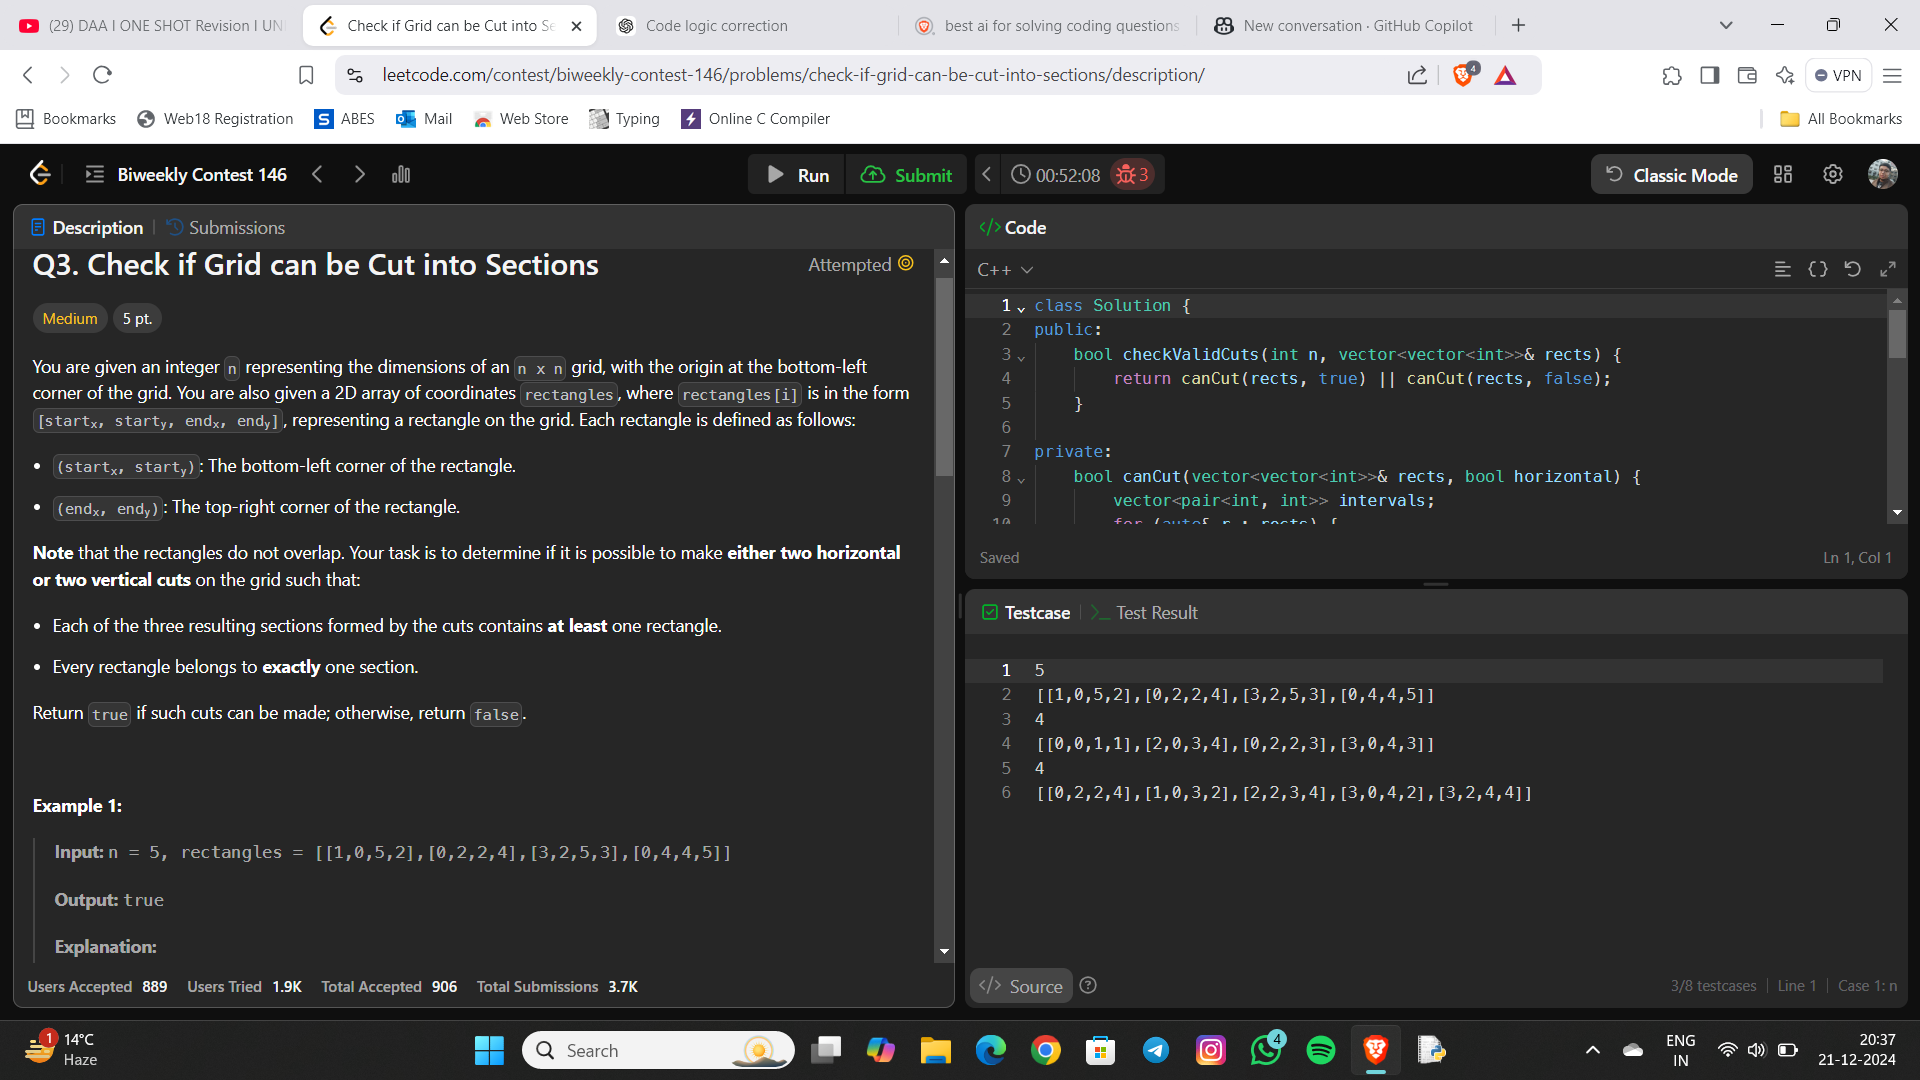 (29) DAA I ONE SHOT Revision I UN
Check if Grid can be Cut into Se
Code logic correction
best ai for solving coding questions
New conversation · GitHub Copilot
leetcode.com/contest/biweekly-contest-146/problems/check-if-grid-can-be-cut-into-sections/description/
4
VPN
Bookmarks
Web18 Registration
S ABES
Mail
Web Store
Typing
Online C Compiler
All Bookmarks
Biweekly Contest 146
Run
Submit
00:52:08
3
Classic Mode
Description
Submissions
Q3. Check if Grid can be Cut into Sections
Attempted
Medium
5 pt.
You are given an integer n representing the dimensions of an n x n grid, with the origin at the bottom-left
corner of the grid. You are also given a 2D array of coordinates rectangles, where rectangles[i] is in the form
[startx, starty, endx, endy], representing a rectangle on the grid. Each rectangle is defined as follows:
• (startx, starty): The bottom-left corner of the rectangle.
• (endx, endy): The top-right corner of the rectangle.
Note that the rectangles do not overlap. Your task is to determine if it is possible to make either two horizontal
or two vertical cuts on the grid such that:
• Each of the three resulting sections formed by the cuts contains at least one rectangle.
• Every rectangle belongs to exactly one section.
Return true if such cuts can be made; otherwise, return false.
Example 1:
Input: n = 5, rectangles = [[1,0,5,2],[0,2,2,4],[3,2,5,3],[0,4,4,5]]
Output: true
Explanation:
Users Accepted 889
Users Tried 1.9K
Total Accepted 906
Total Submissions 3.7K
</> Code
C++
1 class Solution {
2 public:
3 bool checkValidCuts(int n, vector<vector<int>>& rects) {
4 return canCut(rects, true) || canCut(rects, false);
5 }
6
7 private:
8 bool canCut(vector<vector<int>>& rects, bool horizontal) {
9 vector<pair<int, int>> intervals;
10 for (auto& r : rects) {
Saved
Ln 1, Col 1
Testcase
Test Result
1 5
2 [[1,0,5,2],[0,2,2,4],[3,2,5,3],[0,4,4,5]]
3 4
4 [[0,0,1,1],[2,0,3,4],[0,2,2,3],[3,0,4,3]]
5 4
6 [[0,2,2,4],[1,0,3,2],[2,2,3,4],[3,0,4,2],[3,2,4,4]]
</> Source
3/8 testcases
Line 1
Case 1: n
1
14°C
Haze
Search
4
ENG
IN
20:37
21-12-2024